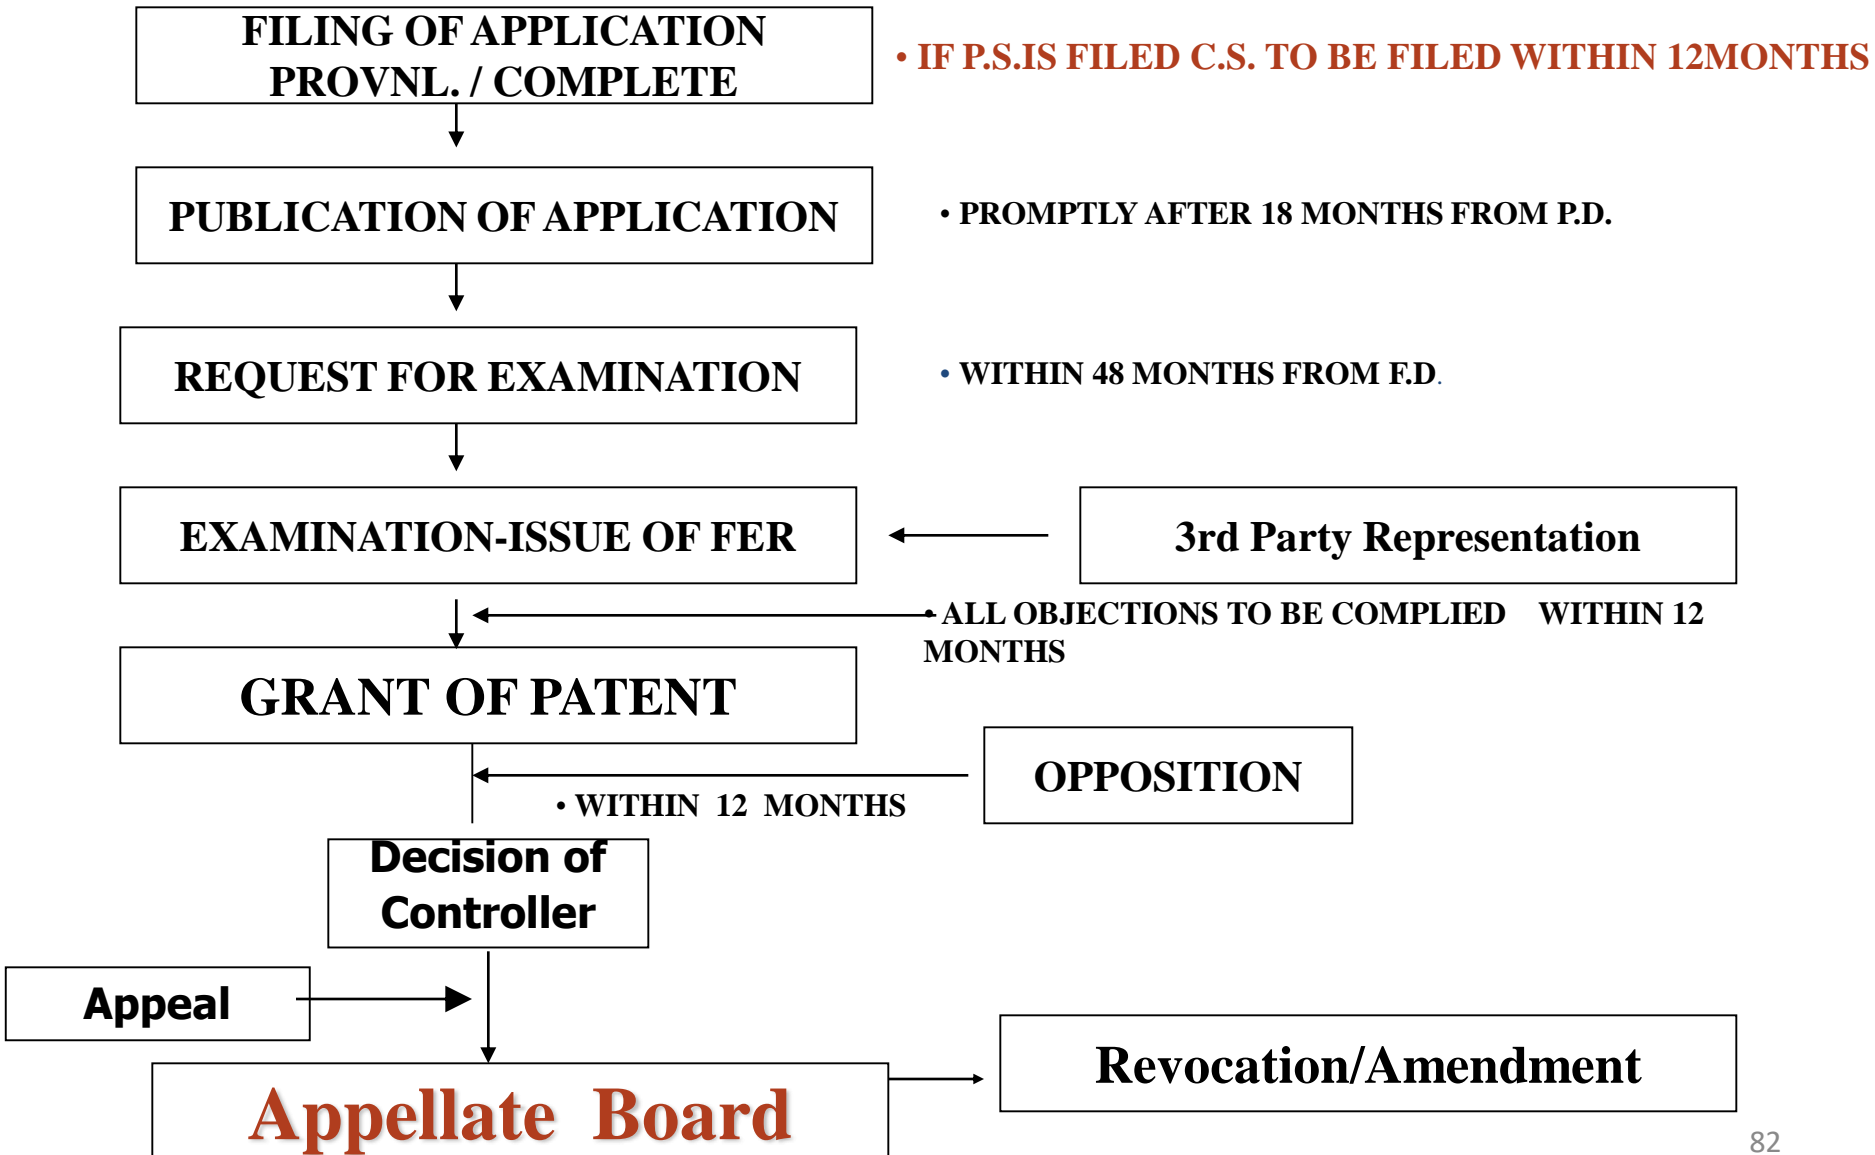 FILING OF APPLICATION
PROVNL. / COMPLETE
• IF P.S.IS FILED C.S. TO BE FILED WITHIN 12MONTHS
PUBLICATION OF APPLICATION
• PROMPTLY AFTER 18 MONTHS FROM P.D.
REQUEST FOR EXAMINATION
• WITHIN 48 MONTHS FROM F.D.
EXAMINATION-ISSUE OF FER
3rd Party Representation
• ALL OBJECTIONS TO BE COMPLIED WITHIN 12
MONTHS
GRANT OF PATENT
OPPOSITION
• WITHIN 12 MONTHS
Decision of
Controller
Appeal
Revocation/Amendment
Appellate Board
82